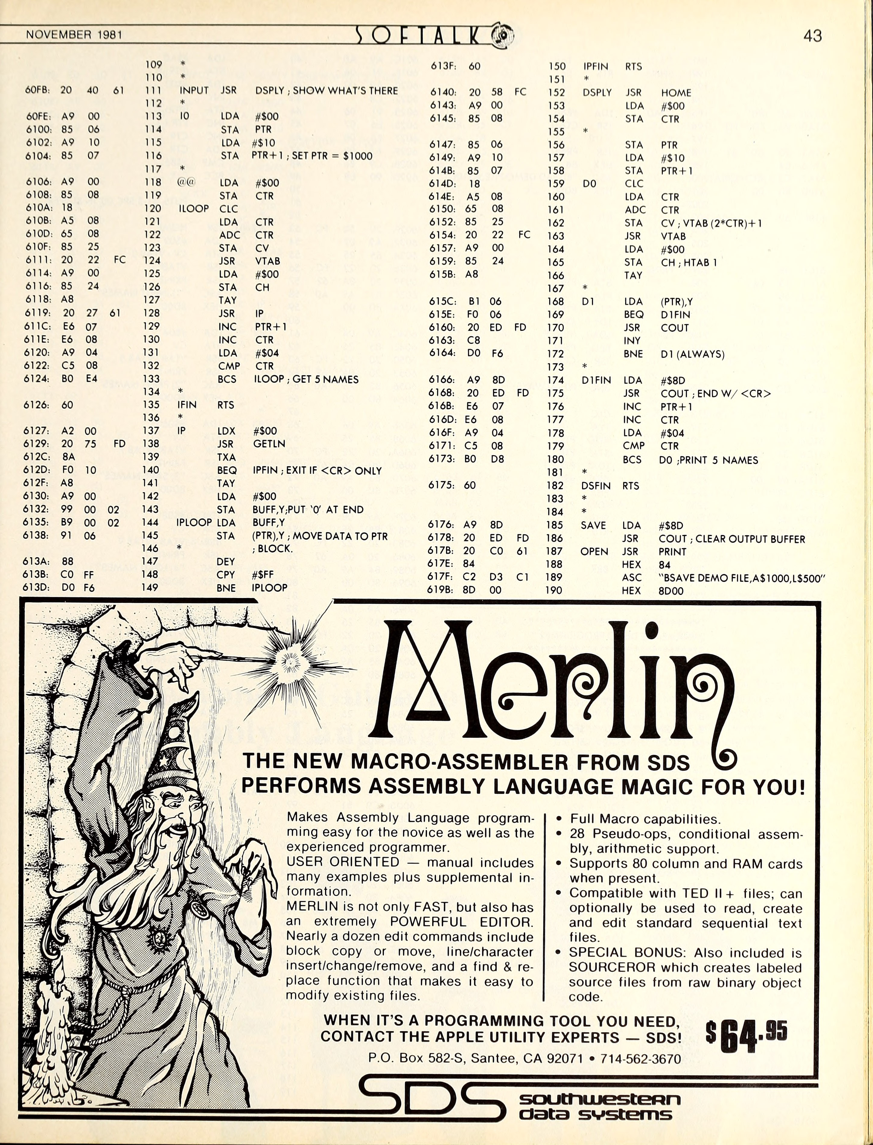 NOVEMBER 1981
SOFTALK
43
109 *
110 *
60FB: 20 40 61 111 INPUT JSR DSPLY ; SHOW WHAT'S THERE
112 *
60FE: A9 00 113 I0 LDA #$00
6100: 85 06 114 STA PTR
6102: A9 10 115 LDA #$10
6104: 85 07 116 STA PTR+1 ; SET PTR = $1000
117 *
6106: A9 00 118 @@ LDA #$00
6108: 85 08 119 STA CTR
610A: 18 120 ILOOP CLC
610B: A5 08 121 LDA CTR
610D: 65 08 122 ADC CTR
610F: 85 25 123 STA CV
6111: 20 22 FC 124 JSR VTAB
6114: A9 00 125 LDA #$00
6116: 85 24 126 STA CH
6118: A8 127 TAY
6119: 20 27 61 128 JSR IP
611C: E6 07 129 INC PTR+1
611E: E6 08 130 INC CTR
6120: A9 04 131 LDA #$04
6122: C5 08 132 CMP CTR
6124: B0 E4 133 BCS ILOOP ; GET 5 NAMES
134 *
6126: 60 135 IFIN RTS
136 *
6127: A2 00 137 IP LDX #$00
6129: 20 75 FD 138 JSR GETLN
612C: 8A 139 TXA
612D: F0 10 140 BEQ IPFIN ; EXIT IF <CR> ONLY
612F: A8 141 TAY
6130: A9 00 142 LDA #$00
6132: 99 00 02 143 STA BUFF,Y;PUT '0' AT END
6135: B9 00 02 144 IPLOOP LDA BUFF,Y
6138: 91 06 145 STA (PTR),Y ; MOVE DATA TO PTR
146 * ; BLOCK.
613A: 88 147 DEY
613B: C0 FF 148 CPY #$FF
613D: D0 F6 149 BNE IPLOOP
613F: 60 150 IPFIN RTS
151 *
6140: 20 58 FC 152 DSPLY JSR HOME
6143: A9 00 153 LDA #$00
6145: 85 08 154 STA CTR
155 *
6147: 85 06 156 STA PTR
6149: A9 10 157 LDA #$10
614B: 85 07 158 STA PTR+1
614D: 18 159 D0 CLC
614E: A5 08 160 LDA CTR
6150: 65 08 161 ADC CTR
6152: 85 25 162 STA CV ; VTAB (2*CTR)+1
6154: 20 22 FC 163 JSR VTAB
6157: A9 00 164 LDA #$00
6159: 85 24 165 STA CH ; HTAB 1
615B: A8 166 TAY
167 *
615C: B1 06 168 D1 LDA (PTR),Y
615E: F0 06 169 BEQ D1FIN
6160: 20 ED FD 170 JSR COUT
6163: C8 171 INY
6164: D0 F6 172 BNE D1 (ALWAYS)
173 *
6166: A9 8D 174 D1FIN LDA #$8D
6168: 20 ED FD 175 JSR COUT ; END W/ <CR>
616B: E6 07 176 INC PTR+1
616D: E6 08 177 INC CTR
616F: A9 04 178 LDA #$04
6171: C5 08 179 CMP CTR
6173: B0 D8 180 BCS D0 ;PRINT 5 NAMES
181 *
6175: 60 182 DSFIN RTS
183 *
184 *
6176: A9 8D 185 SAVE LDA #$8D
6178: 20 ED FD 186 JSR COUT ; CLEAR OUTPUT BUFFER
617B: 20 C0 61 187 OPEN JSR PRINT
617E: 84 188 HEX 84
617F: C2 D3 C1 189 ASC "BSAVE DEMO FILE,A$1000,L$500"
619B: 8D 00 190 HEX 8D00
Merlin
THE NEW MACRO-ASSEMBLER FROM SDS
PERFORMS ASSEMBLY LANGUAGE MAGIC FOR YOU!
Makes Assembly Language program-
ming easy for the novice as well as the
experienced programmer.
USER ORIENTED — manual includes
many examples plus supplemental in-
formation.
MERLIN is not only FAST, but also has
an extremely POWERFUL EDITOR.
Nearly a dozen edit commands include
block copy or move, line/character
insert/change/remove, and a find & re-
place function that makes it easy to
modify existing files.
• Full Macro capabilities.
• 28 Pseudo-ops, conditional assem-
bly, arithmetic support.
• Supports 80 column and RAM cards
when present.
• Compatible with TED II+ files; can
optionally be used to read, create
and edit standard sequential text
files.
• SPECIAL BONUS: Also included is
SOURCEROR which creates labeled
source files from raw binary object
code.
WHEN IT'S A PROGRAMMING TOOL YOU NEED,
CONTACT THE APPLE UTILITY EXPERTS — SDS!
$64.95
P.O. Box 582-S, Santee, CA 92071 • 714-562-3670
SDS southwestern
data systems